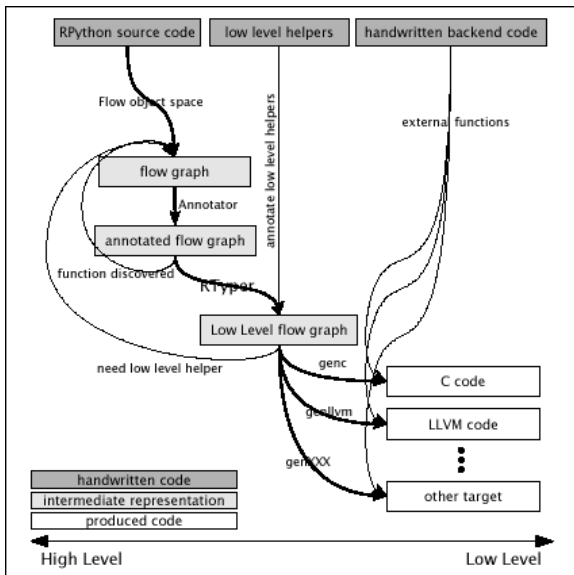 RPython source code
low level helpers
handwritten backend code
Flow object space
external functions
annotate low level helpers
flow graph
Annotator
annotated flow graph
function discovered
RTyper
Low Level flow graph
need low level helper
genc
C code
genllvm
LLVM code
genXXX
other target
handwritten code
intermediate representation
produced code
High Level
Low Level